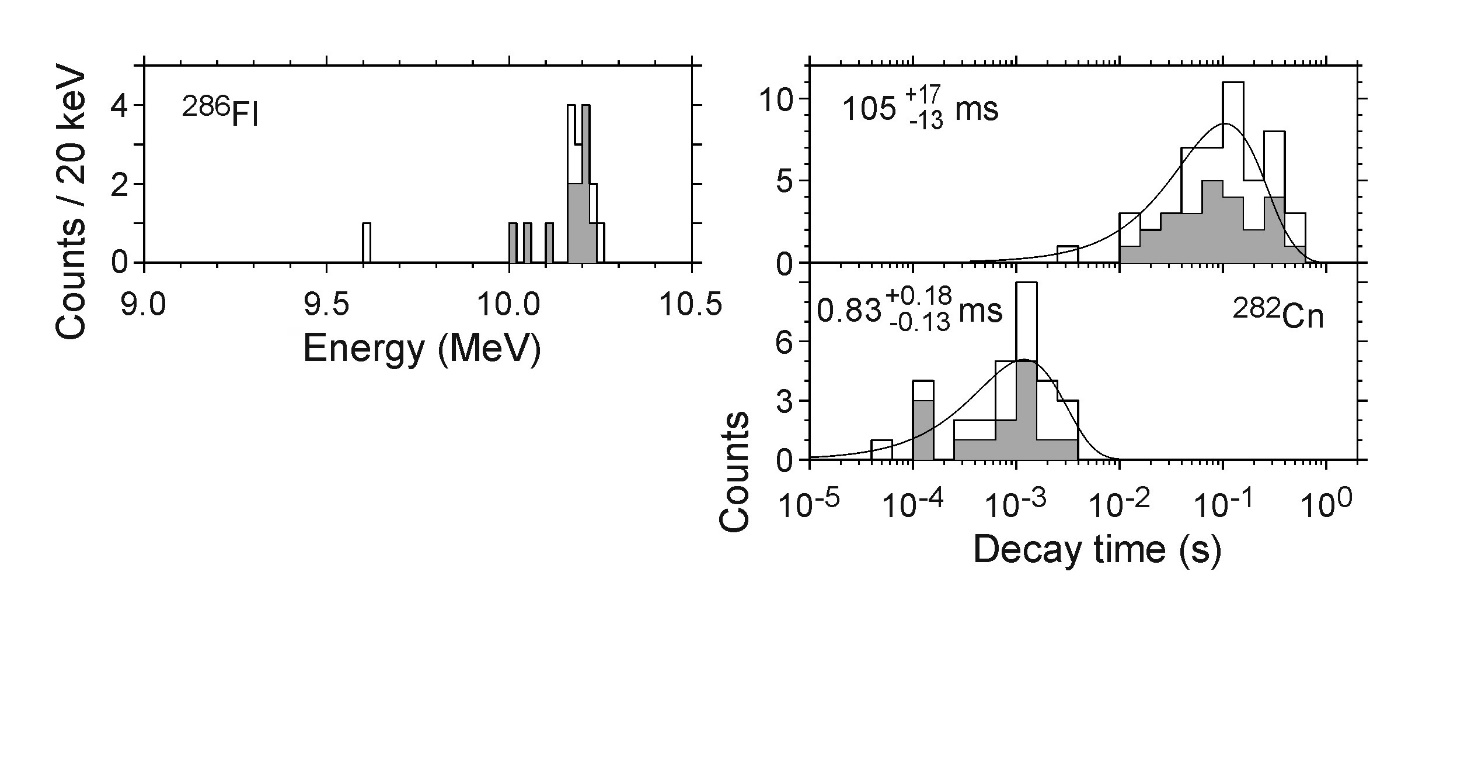 Counts / 20 keV
4
2
0
²⁸⁶Fl
9.0 9.5 10.0 10.5
Energy (MeV)
10
5
0
105 +17 -13 ms
6
3
0
0.83 +0.18 -0.13 ms
²⁸²Cn
Counts
10⁻⁵ 10⁻⁴ 10⁻³ 10⁻² 10⁻¹ 10⁰
Decay time (s)